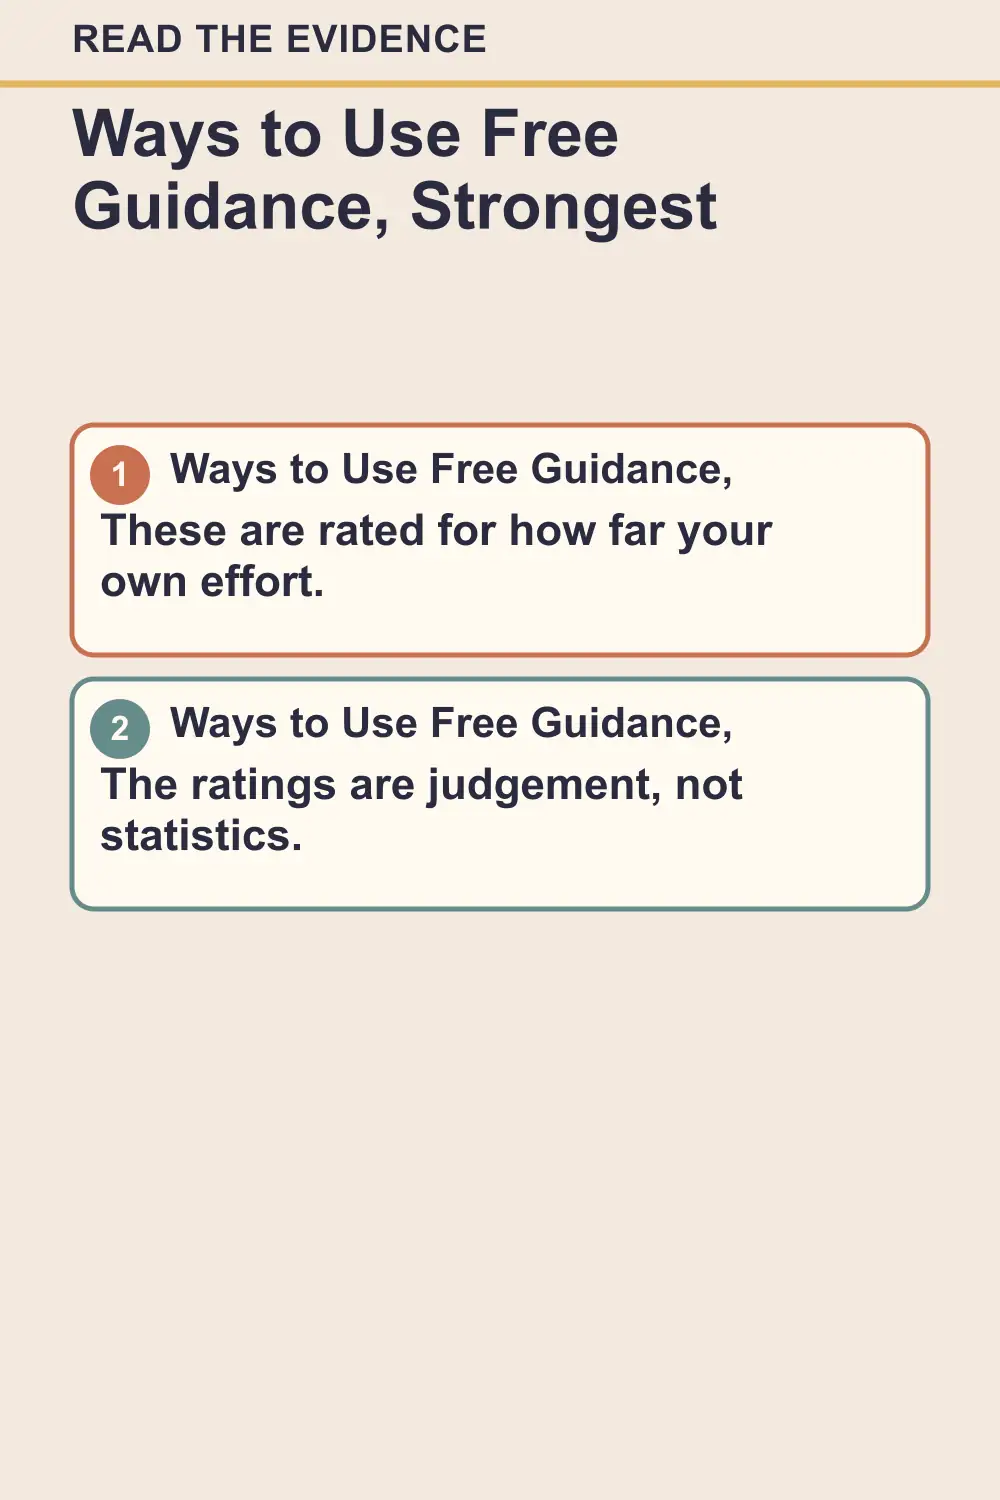 READ THE EVIDENCE
Ways to Use Free
Guidance, Strongest
1 Ways to Use Free Guidance,
These are rated for how far your
own effort.
2 Ways to Use Free Guidance,
The ratings are judgement, not
statistics.